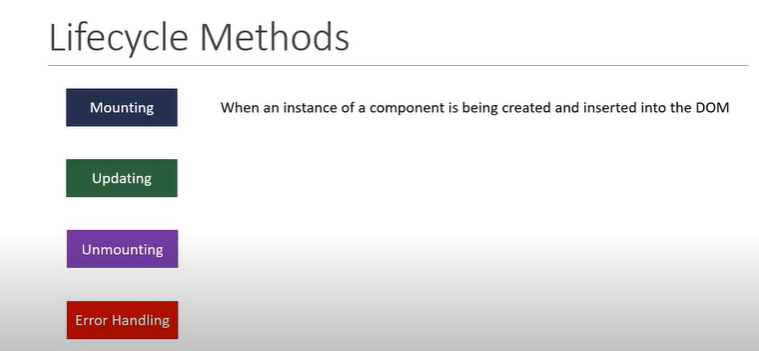 Lifecycle Methods
Mounting When an instance of a component is being created and inserted into the DOM
Updating
Unmounting
Error Handling